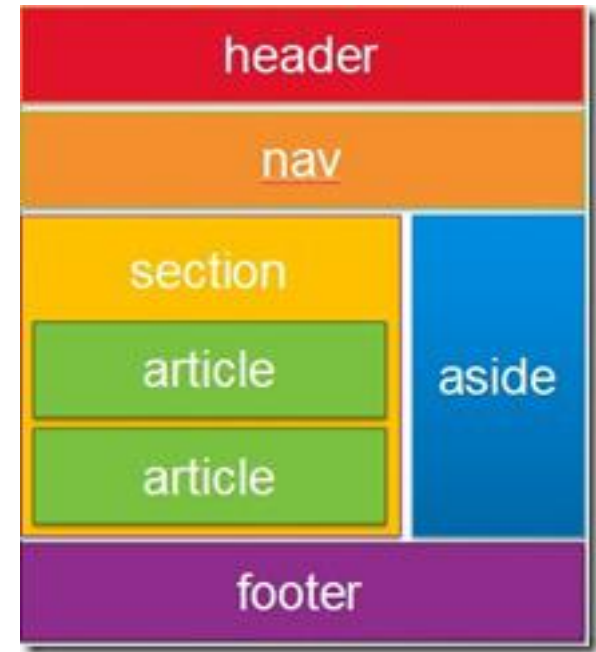 header
nav
section
article
aside
article
footer